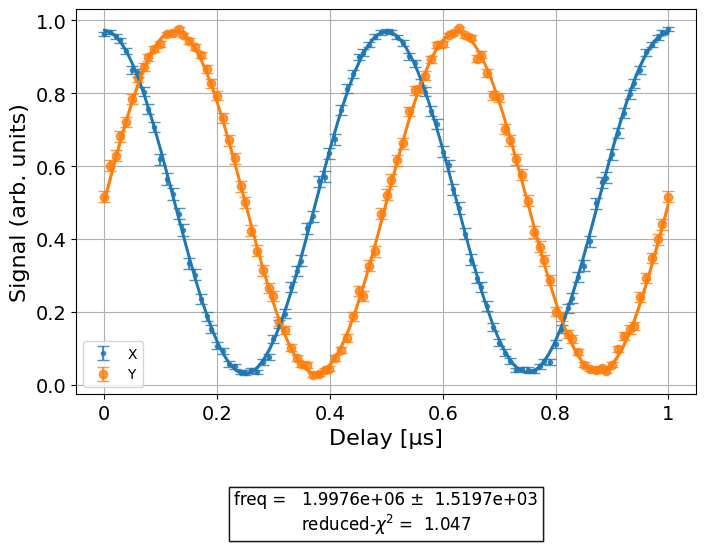 1.0
0.8
0.6
0.4
0.2
0.0
Signal (arb. units)
X
Y
0 0.2 0.4 0.6 0.8 1
Delay [µs]
freq = 1.9976e+06 ± 1.5197e+03
reduced-χ² = 1.047